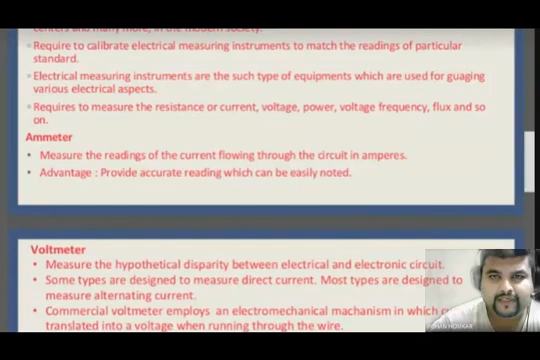 centers and many more, in the modern society.
Require to calibrate electrical measuring instruments to match the readings of particular
standard.
Electrical measuring instruments are the such type of equipments which are used for guaging
various electrical aspects.
Requires to measure the resistance or current, voltage, power, voltage frequency, flux and so
on.
Ammeter
• Measure the readings of the current flowing through the circuit in amperes.
• Advantage : Provide accurate reading which can be easily noted.
Voltmeter
• Measure the hypothetical disparity between electrical and electronic circuit.
• Some types are designed to measure direct current. Most types are designed to
measure alternating current.
• Commercial voltmeter employs an electromechanical machanism in which
translated into a voltage when running through the wire.
HOLIKAR